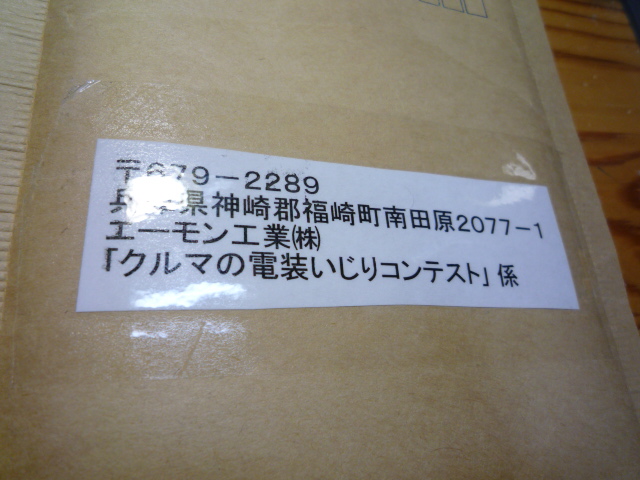 〒679-2289
兵庫県神崎郡福崎町南田原2077-1
エーモン工業㈱
「クルマの電装いじりコンテスト」係